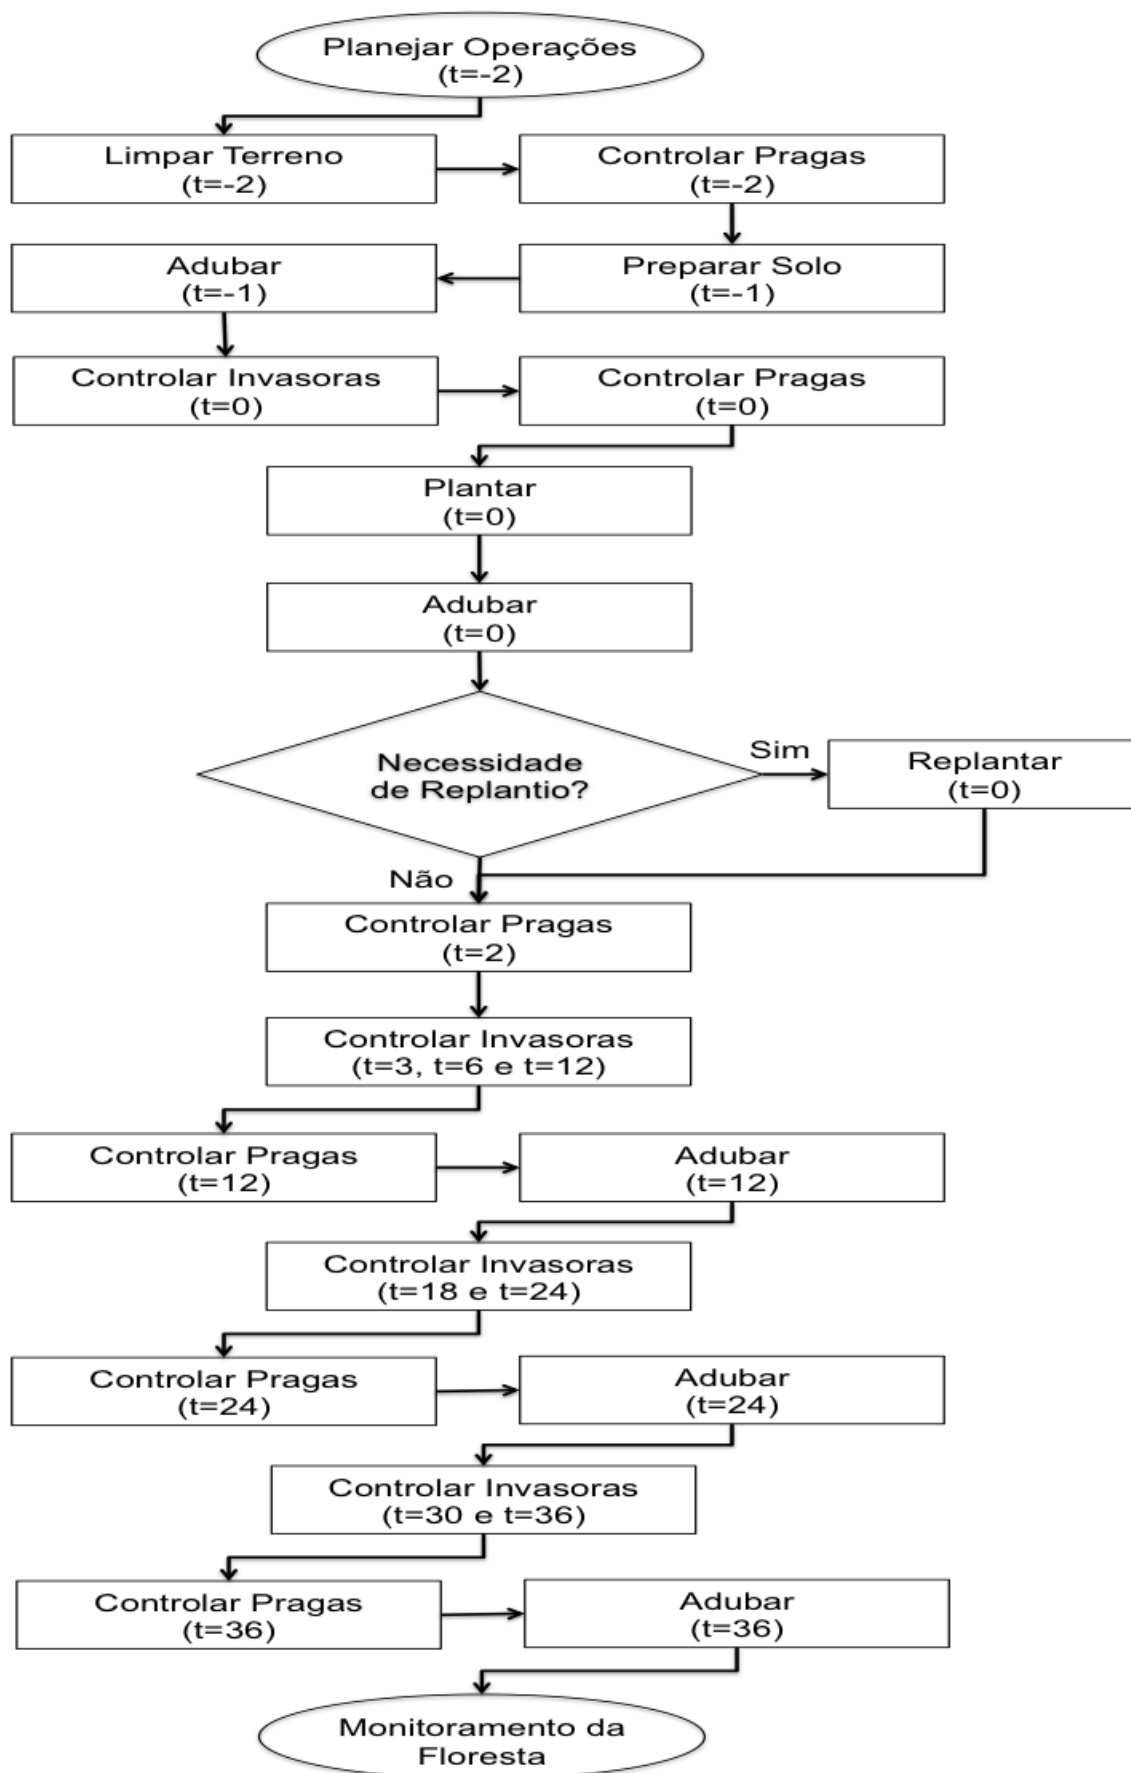 Planejar Operações
(t=-2)
Limpar Terreno
(t=-2)
Controlar Pragas
(t=-2)
Preparar Solo
(t=-1)
Adubar
(t=-1)
Controlar Invasoras
(t=0)
Controlar Pragas
(t=0)
Plantar
(t=0)
Adubar
(t=0)
Necessidade
de Replantio?
Sim
Replantar
(t=0)
Não
Controlar Pragas
(t=2)
Controlar Invasoras
(t=3, t=6 e t=12)
Controlar Pragas
(t=12)
Adubar
(t=12)
Controlar Invasoras
(t=18 e t=24)
Controlar Pragas
(t=24)
Adubar
(t=24)
Controlar Invasoras
(t=30 e t=36)
Controlar Pragas
(t=36)
Adubar
(t=36)
Monitoramento da
Floresta